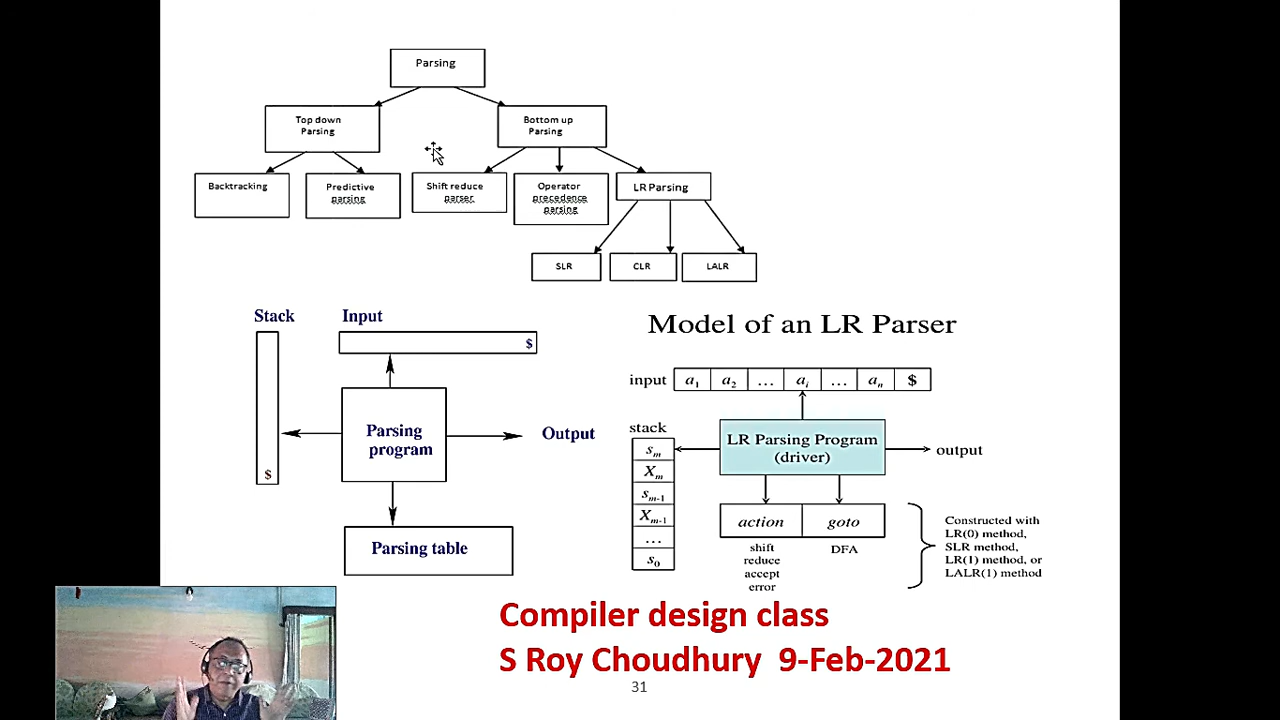 Parsing
Top down
Parsing
Bottom up
Parsing
Backtracking
Predictive
parsing
Shift reduce
parser
Operator
precedence
parsing
LR Parsing
SLR
CLR
LALR
Stack
Input
$
$
Parsing
program
Output
Parsing table
Model of an LR Parser
input
a1 a2 … ai … an $
stack
sm
Xm
sm-1
Xm-1
…
s0
LR Parsing Program
(driver)
output
action
goto
shift
reduce
accept
error
DFA
Constructed with
LR(0) method,
SLR method,
LR(1) method, or
LALR(1) method
Compiler design class
S Roy Choudhury 9-Feb-2021
31